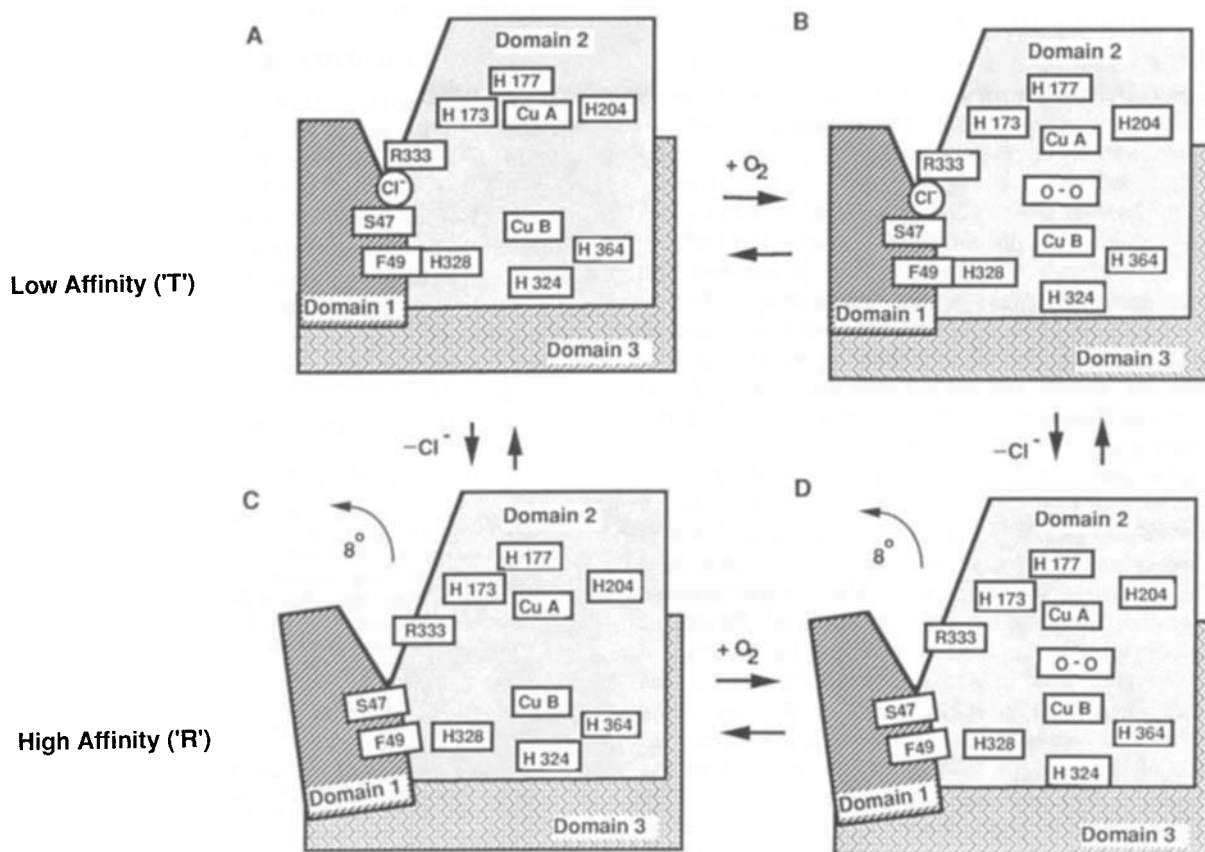 A
Domain 2
H 177
H 173
Cu A
H204
R333
Cl⁻
S47
Cu B
H 364
F49
H328
H 324
Domain 1
Domain 3
+ O₂
B
Domain 2
H 177
H 173
H204
Cu A
R333
Cl⁻
O - O
S47
Cu B
H 364
F49
H328
H 324
Domain 1
Domain 3
Low Affinity ('T')
–Cl⁻
–Cl⁻
C
8°
Domain 2
H 177
H 173
H204
Cu A
R333
S47
Cu B
H 364
F49
H328
H 324
Domain 1
Domain 3
+ O₂
D
8°
Domain 2
H 177
H 173
H204
Cu A
R333
O - O
S47
Cu B
H 364
F49
H328
H 324
Domain 1
Domain 3
High Affinity ('R')